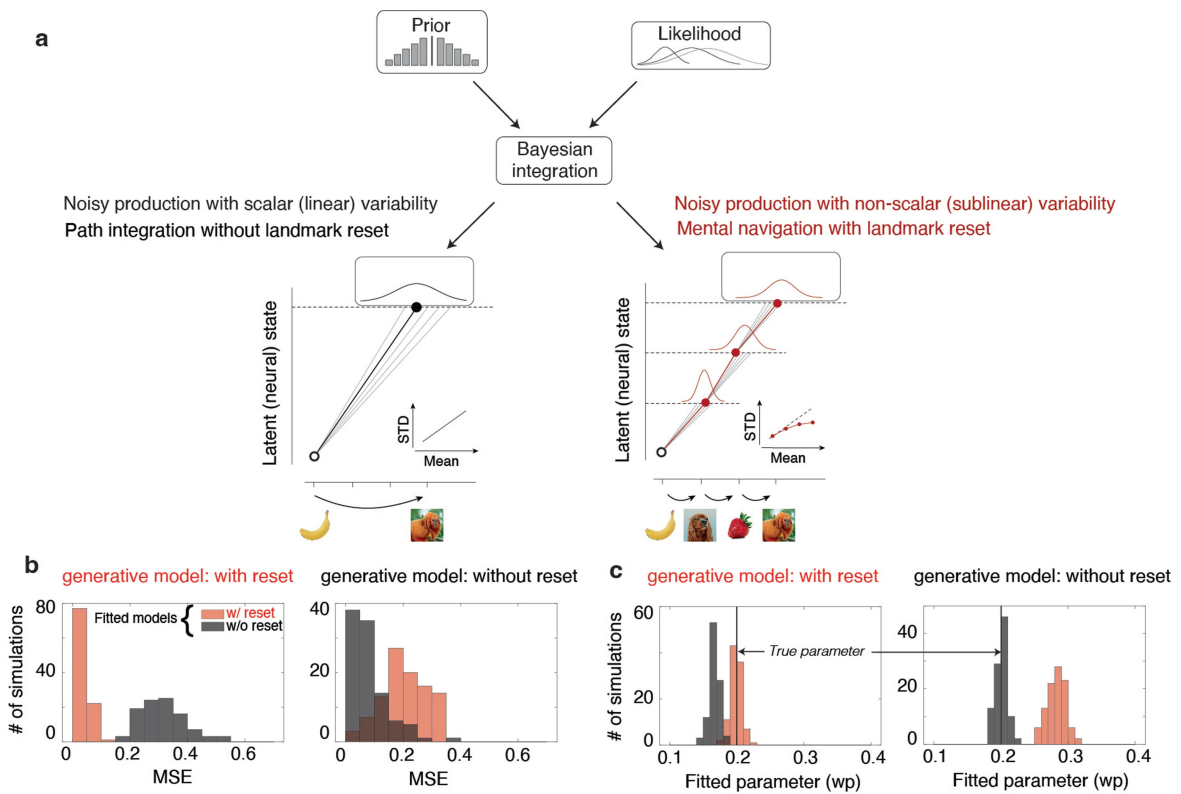 a
Prior
Likelihood
Bayesian
integration
Noisy production with scalar (linear) variability
Path integration without landmark reset
Noisy production with non-scalar (sublinear) variability
Mental navigation with landmark reset
Latent (neural) state
STD
Mean
Latent (neural) state
STD
Mean
b
generative model: with reset
generative model: without reset
80
40
0
# of simulations
Fitted models {
w/ reset
w/o reset
0
0.2
0.4
0.6
MSE
40
20
0
0.2
0.4
0.6
MSE
c
generative model: with reset
generative model: without reset
60
20
0
# of simulations
True parameter
0.1
0.2
0.3
0.4
Fitted parameter (wp)
40
20
0
0.1
0.2
0.3
0.4
Fitted parameter (wp)